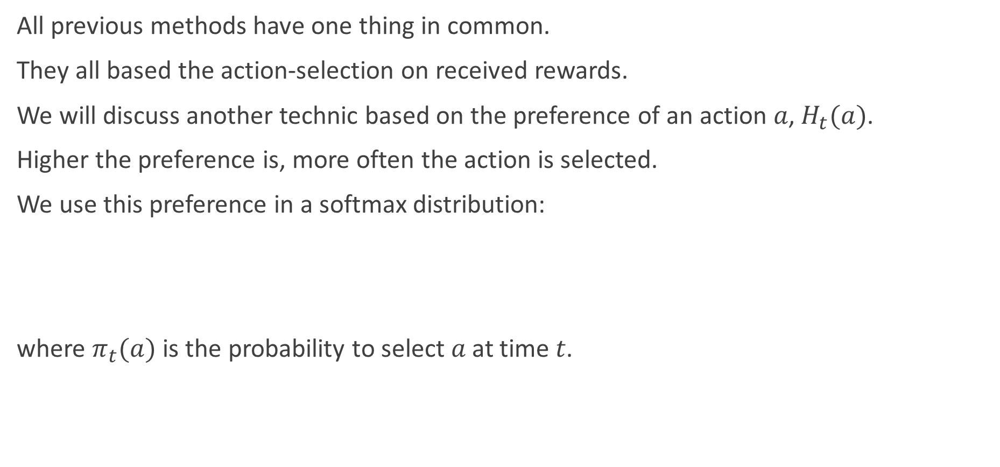 All previous methods have one thing in common.
They all based the action-selection on received rewards.
We will discuss another technic based on the preference of an action a, Hₜ(a).
Higher the preference is, more often the action is selected.
We use this preference in a softmax distribution:
where πₜ(a) is the probability to select a at time t.